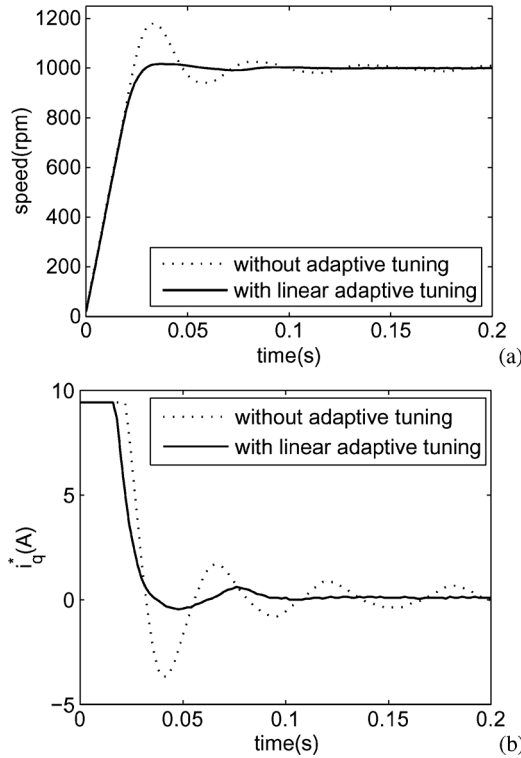 1200
1000
800
600
400
200
0
speed(rpm)
without adaptive tuning
with linear adaptive tuning
0 0.05 0.1 0.15 0.2
time(s)
(a)
10
5
0
−5
i*q(A)
without adaptive tuning
with linear adaptive tuning
0 0.05 0.1 0.15 0.2
time(s)
(b)